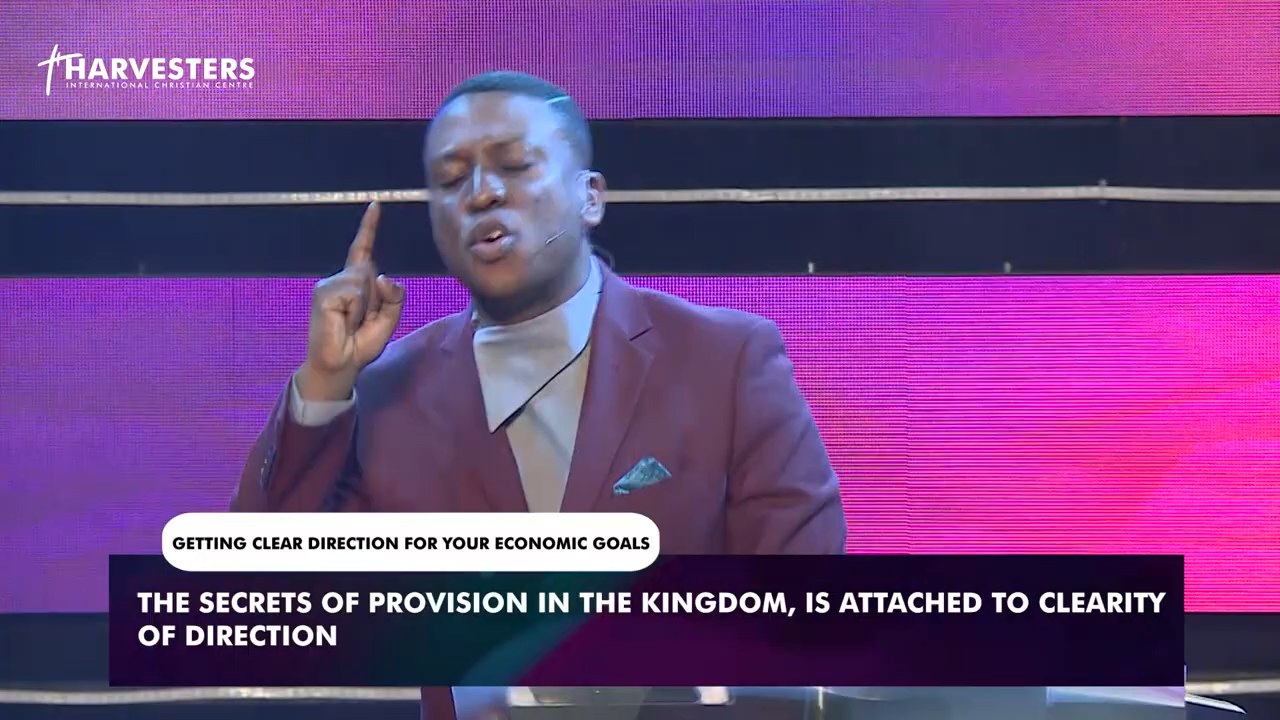 HARVESTERS
INTERNATIONAL CHRISTIAN CENTRE
GETTING CLEAR DIRECTION FOR YOUR ECONOMIC GOALS
THE SECRETS OF PROVISION IN THE KINGDOM, IS ATTACHED TO CLEARITY
OF DIRECTION